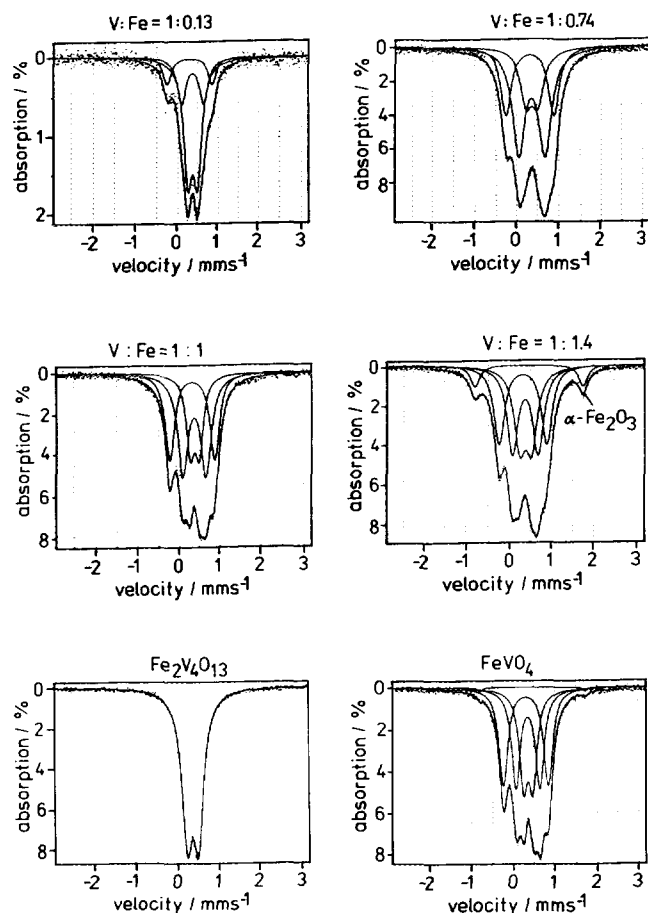 V:Fe = 1:0.13
absorption / %
0
1
2
-2 -1 0 1 2 3
velocity / mms⁻¹
V:Fe = 1:0.74
absorption / %
0
2
4
6
8
-2 -1 0 1 2 3
velocity / mms⁻¹
V:Fe = 1:1
absorption / %
0
2
4
6
8
-2 -1 0 1 2 3
velocity / mms⁻¹
V:Fe = 1:1.4
absorption / %
0
2
4
6
8
α-Fe₂O₃
-2 -1 0 1 2 3
velocity / mms⁻¹
Fe₂V₄O₁₃
absorption / %
0
2
4
6
8
-2 -1 0 1 2 3
velocity / mms⁻¹
FeVO₄
absorption / %
0
2
4
6
8
-2 -1 0 1 2 3
velocity / mms⁻¹